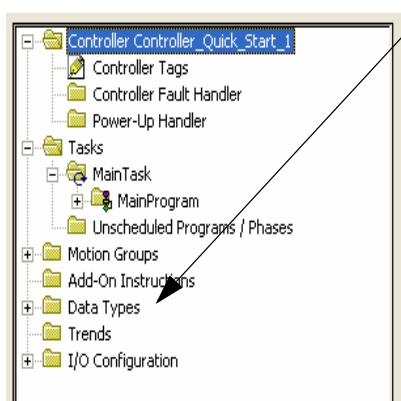 Controller Controller_Quick_Start_1
Controller Tags
Controller Fault Handler
Power-Up Handler
Tasks
MainTask
MainProgram
Unscheduled Programs / Phases
Motion Groups
Add-On Instructions
Data Types
Trends
I/O Configuration